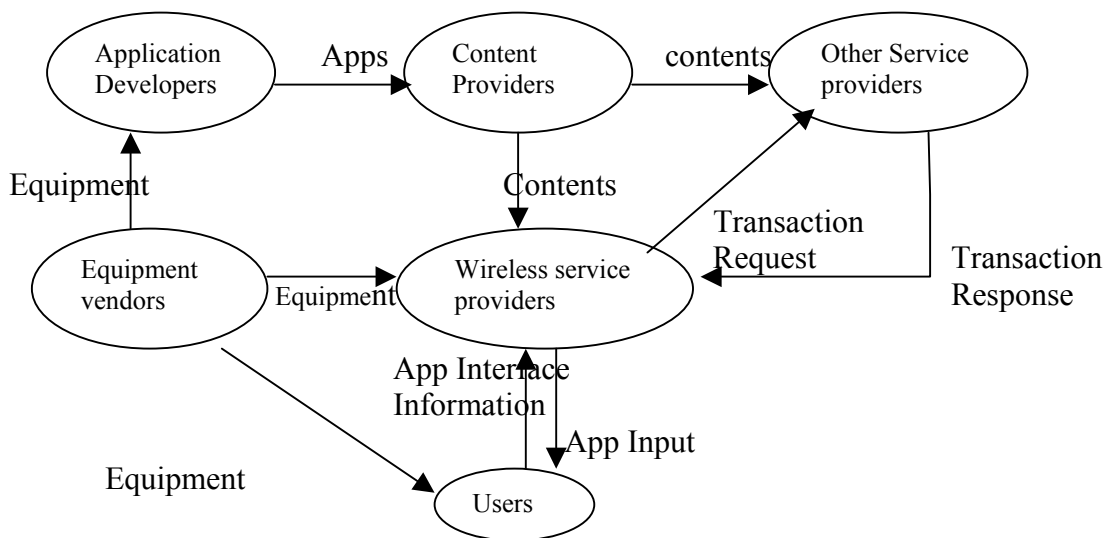 Application
Developers
Apps
Content
Providers
contents
Other Service
providers
Equipment
Contents
Equipment
vendors
Equipment
Wireless service
providers
Transaction
Request
Transaction
Response
App Interface
Information
App Input
Equipment
Users